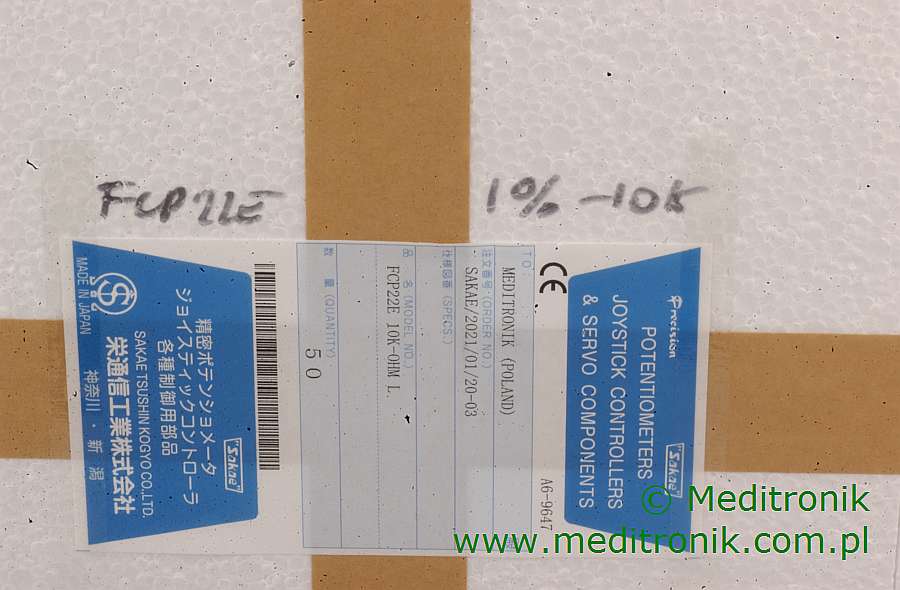 FCP22E
1% -10K
Precision
POTENTIOMETERS
JOYSTICK CONTROLLERS
& SERVO COMPONENTS
Sakae
A6-9647
CE
TO:
MEDITRONIK (POLAND)
注文番号:(ORDER NO.)
SAKAE/2021/01/20-03
仕様図番 (SPECS.)
品 名(MODEL NO.)
FCP22E 10K-OHM L
数 量(QUANTITY)
50
精密ポテンショメータ
ジョイスティックコントローラ
各種制御用部品
Sakae
SAKAE TSUSHIN KOGYO CO.,LTD.
栄通信工業株式会社
神奈川・新潟
MADE IN JAPAN
© Meditronik
www.meditronik.com.pl